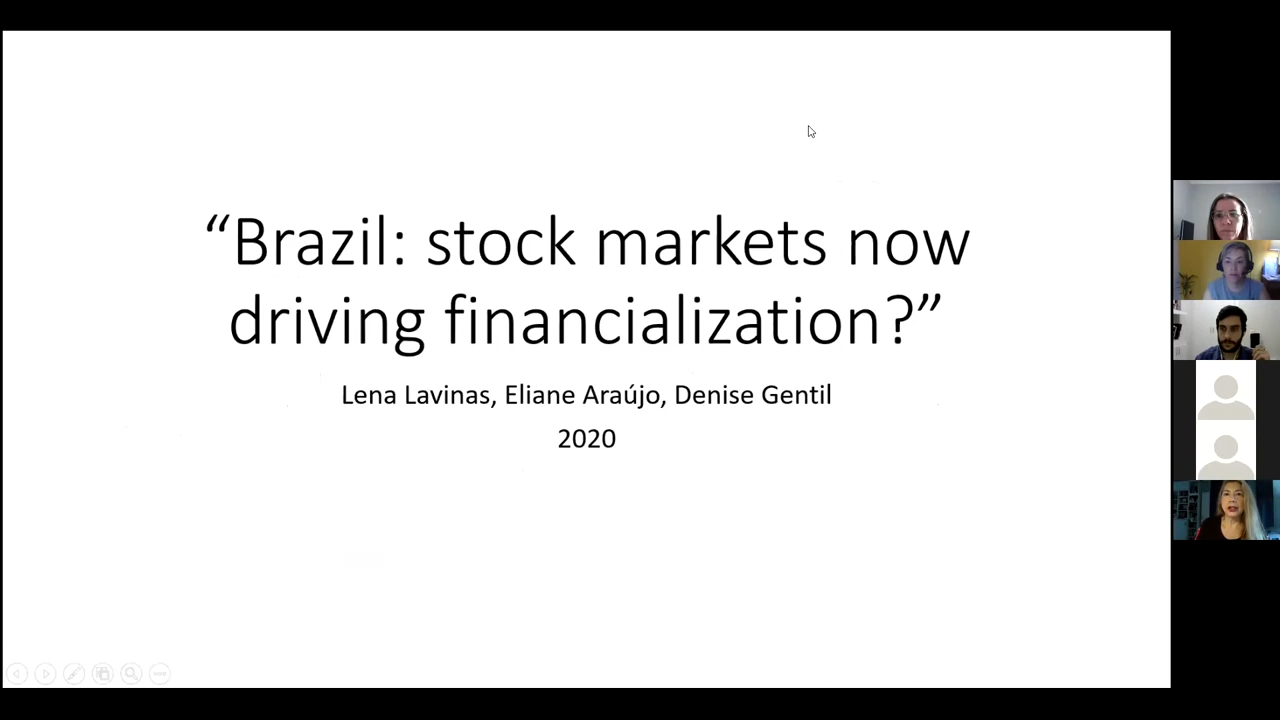 “Brazil: stock markets now
driving financialization?”
Lena Lavinas, Eliane Araújo, Denise Gentil
2020